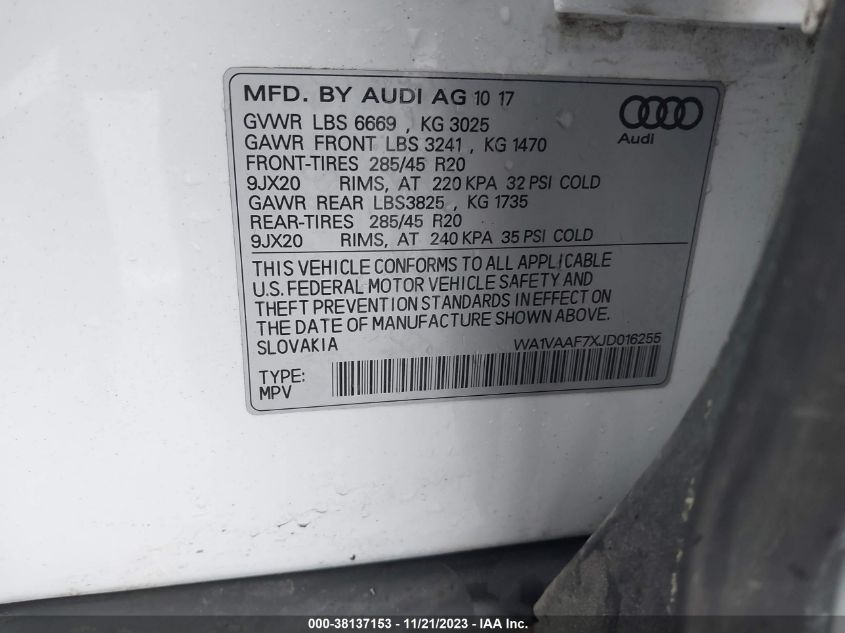 MFD. BY AUDI AG 10 17
GVWR LBS 6669 , KG 3025
GAWR FRONT LBS 3241 , KG 1470
FRONT-TIRES 285/45 R20
9JX20 RIMS, AT 220 KPA 32 PSI COLD
GAWR REAR LBS3825 , KG 1735
REAR-TIRES 285/45 R20
9JX20 RIMS, AT 240 KPA 35 PSI COLD
Audi
THIS VEHICLE CONFORMS TO ALL APPLICABLE
U.S. FEDERAL MOTOR VEHICLE SAFETY AND
THEFT PREVENTION STANDARDS IN EFFECT ON
THE DATE OF MANUFACTURE SHOWN ABOVE.
SLOVAKIA WA1VAAF7XJD016255
TYPE:
MPV
000-38137153 - 11/21/2023 - © IAA, Inc.